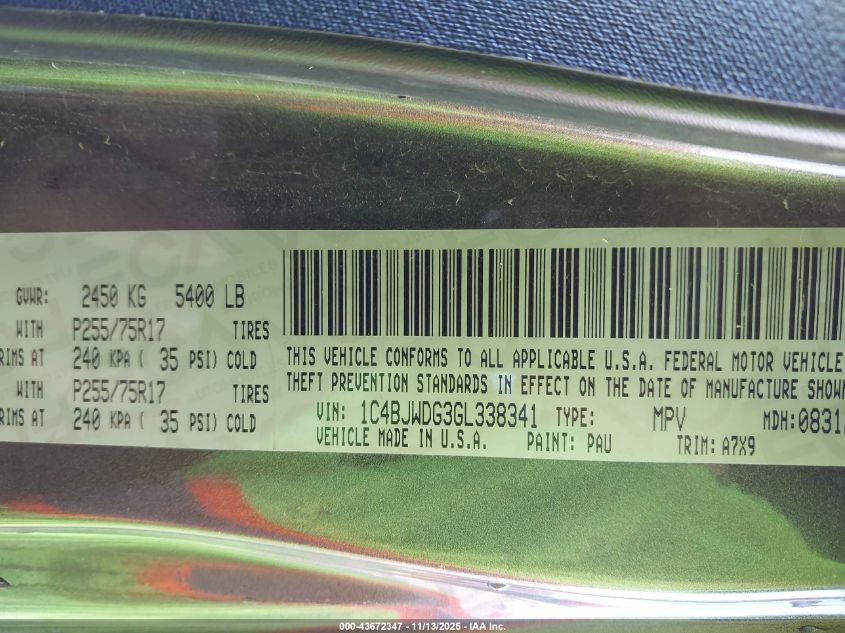 GVWR: 2450 KG 5400 LB
WITH P255/75R17 TIRES
RIMS AT 240 KPA ( 35 PSI) COLD
WITH P255/75R17 TIRES
RIMS AT 240 KPA ( 35 PSI) COLD
THIS VEHICLE CONFORMS TO ALL APPLICABLE U.S.A. FEDERAL MOTOR VEHICLE
THEFT PREVENTION STANDARDS IN EFFECT ON THE DATE OF MANUFACTURE SHOWN
VIN: 1C4BJWDG3GL338341 TYPE: MPV MDH:0831
VEHICLE MADE IN U.S.A. PAINT: PAU TRIM: A7X9
000-43672347 - 11/13/2025 - IAA Inc.